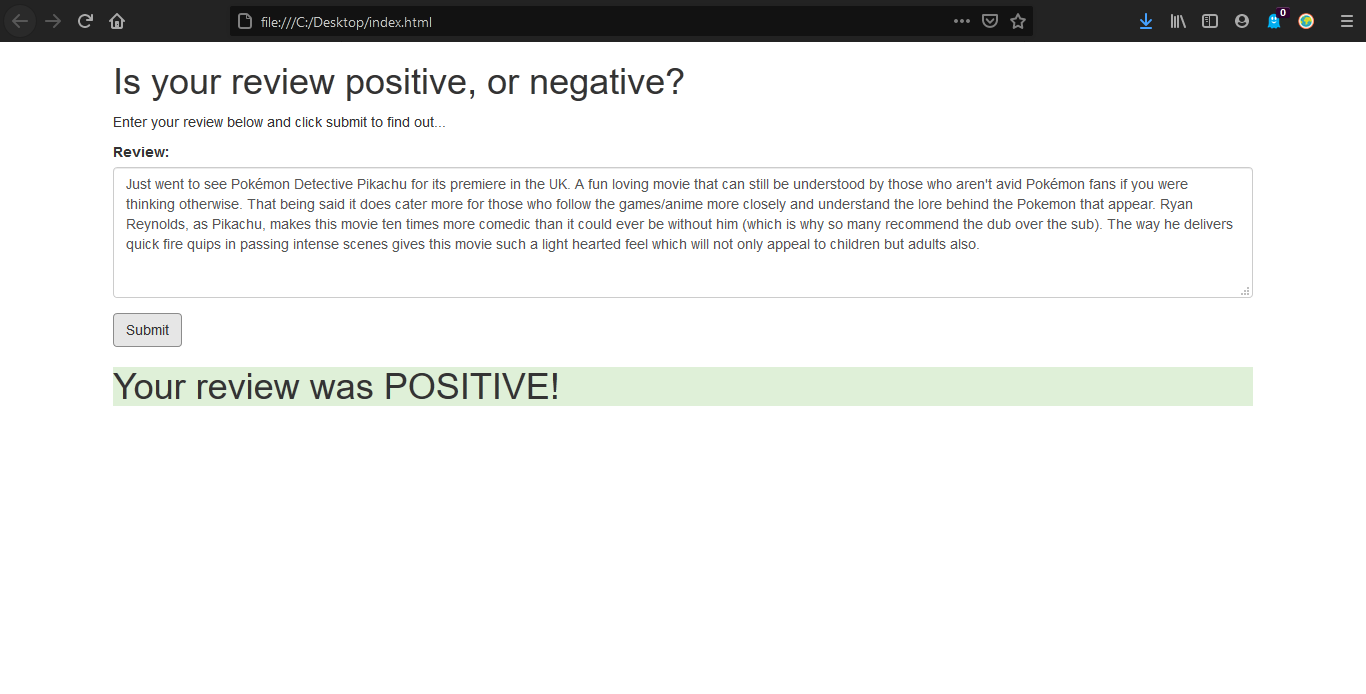 file:///C:/Desktop/index.html
0
Is your review positive, or negative?
Enter your review below and click submit to find out...
Review:
Just went to see Pokémon Detective Pikachu for its premiere in the UK. A fun loving movie that can still be understood by those who aren't avid Pokémon fans if you were
thinking otherwise. That being said it does cater more for those who follow the games/anime more closely and understand the lore behind the Pokemon that appear. Ryan
Reynolds, as Pikachu, makes this movie ten times more comedic than it could ever be without him (which is why so many recommend the dub over the sub). The way he delivers
quick fire quips in passing intense scenes gives this movie such a light hearted feel which will not only appeal to children but adults also.
Submit
Your review was POSITIVE!